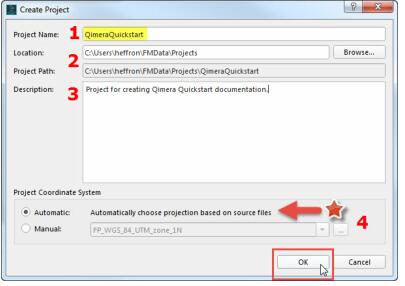 Create Project
Project Name: 1 QimeraQuickstart
Location: C:\Users\heffron\FMData\Projects Browse...
2
Project Path: C:\Users\heffron\FMData\Projects\QimeraQuickstart
Description: 3 Project for creating Qimera Quickstart documentation.
Project Coordinate System
Automatic: Automatically choose projection based on source files
4
Manual: FP_WGS_84_UTM_zone_1N ...
OK Cancel